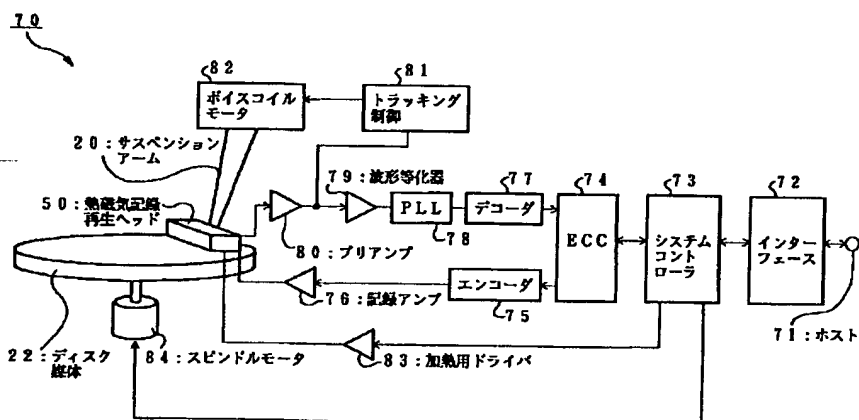 70
82
ボイスコイル
モータ
81
トラッキング
制御
20:サスペンション
アーム
79:波形等化器
77
デコーダ
74
ECC
73
システム
コントロ
ーラ
72
インター
フェース
50:熱磁気記録
再生ヘッド
PLL
78
80:プリアンプ
エンコーダ
75
76:記録アンプ
71:ホスト
22:ディスク
媒体
84:スピンドルモータ
83:加熱用ドライバ